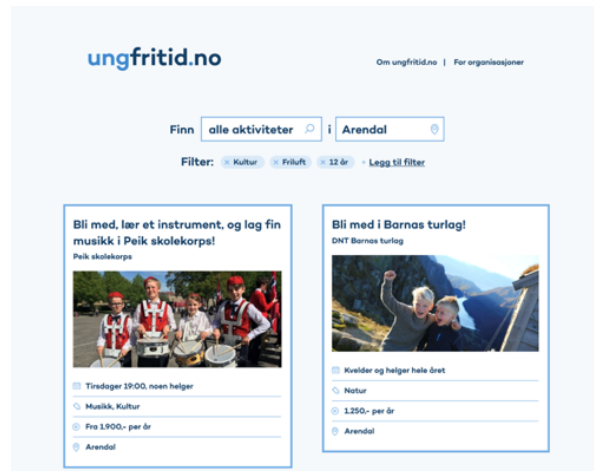 ungfritid.no
Om ungfritid.no | For organisasjoner
Finn alle aktiviteter i Arendal
Filter: × Kultur × Friluft × 12 år + Legg til filter
Bli med, lær et instrument, og lag fin
musikk i Peik skolekorps!
Peik skolekorps
Tirsdager 19:00, noen helger
Musikk, Kultur
Fra 1.900,- per år
Arendal
Bli med i Barnas turlag!
DNT Barnas turlag
Kvelder og helger hele året
Natur
1.250,- per år
Arendal